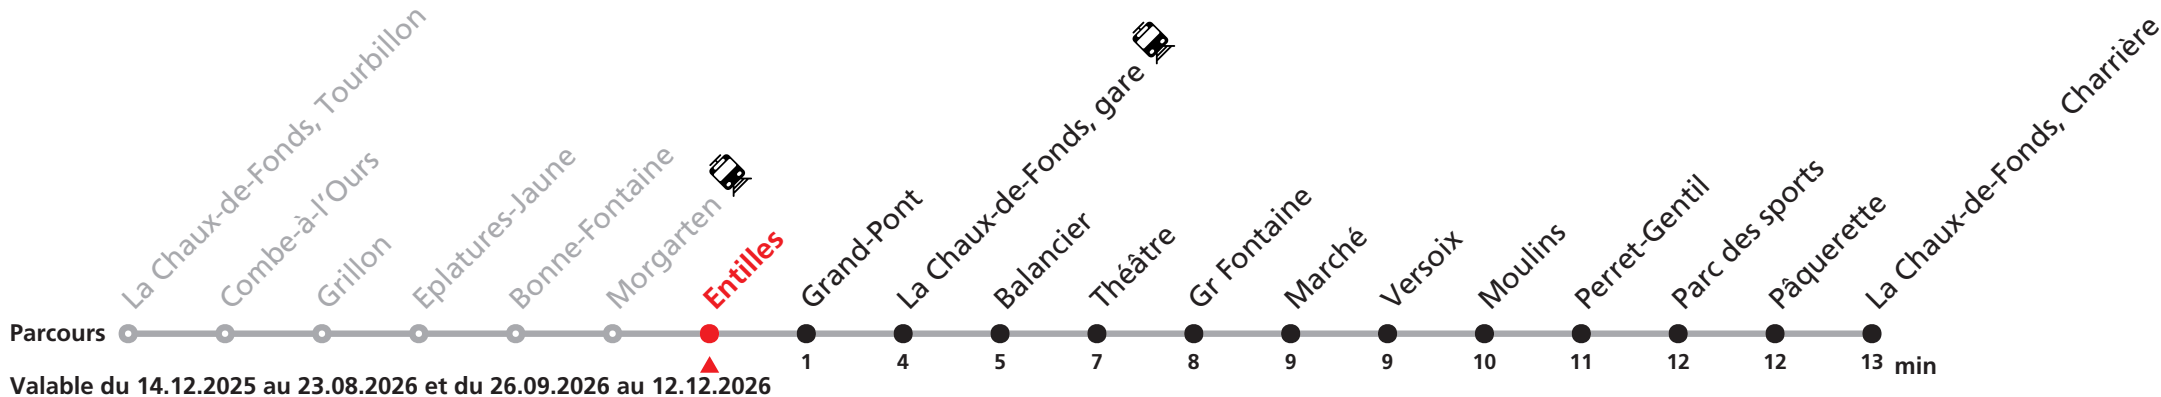 La Chaux-de-Fonds, Tourbillon
Combe-à-l'Ours
Grillon
Eplatures-Jaune
Bonne-Fontaine
Morgarten
Entilles
Grand-Pont
La Chaux-de-Fonds, gare
Balancier
Théâtre
Gr Fontaine
Marché
Versoix
Moulins
Perret-Gentil
Parc des sports
Pâquerette
La Chaux-de-Fonds, Charrière
Parcours
1 4 5 7 8 9 9 10 11 12 12 13 min
Valable du 14.12.2025 au 23.08.2026 et du 26.09.2026 au 12.12.2026